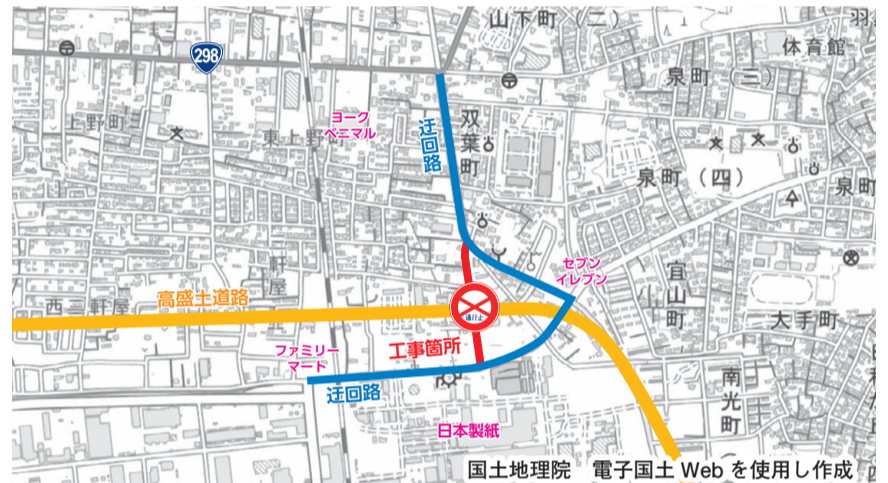 山下町（二）
羽
体育館
298
泉町（三）
上野町
ヨーク
ベニマル
東上野町
迂回路
双葉町
泉町（四）
泉町
セブン
イレブン
宜山町
西三軒屋
軒屋
高盛土道路
通行止
大手町
ファミリー
マート
工事箇所
迂回路
南光町
日本製紙
国土地理院　電子国土 Web を使用し作成